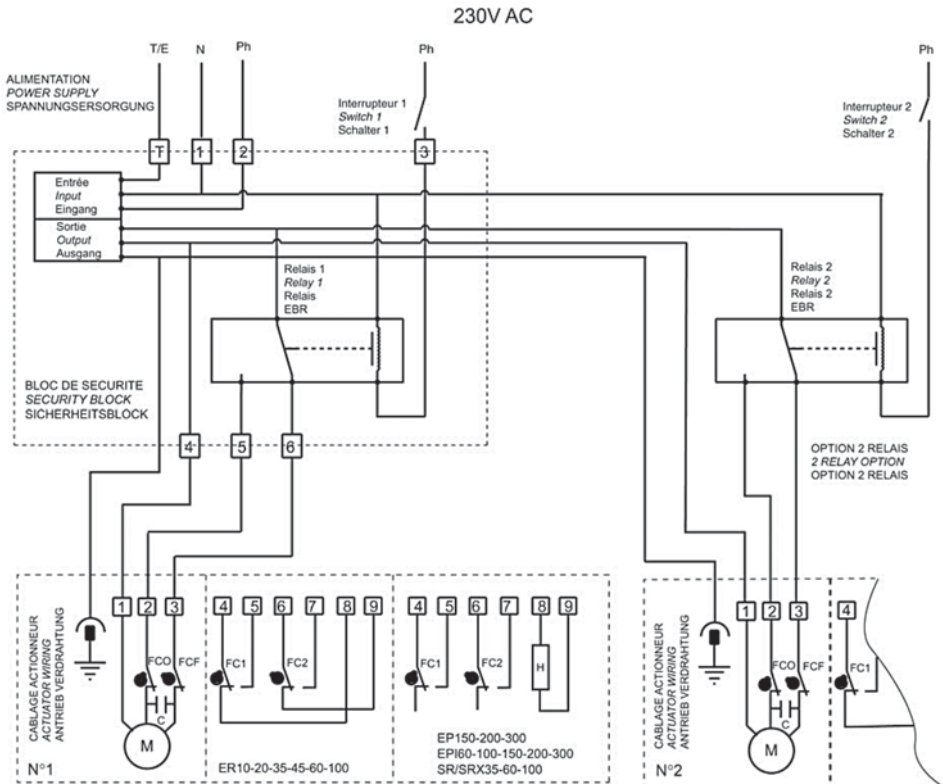 230V AC
T/E N Ph Ph Ph
ALIMENTATION
POWER SUPPLY
SPANNUNGSERSORGUNG
Interrupteur 1
Switch 1
Schalter 1
Interrupteur 2
Switch 2
Schalter 2
T 1 2 3
Entrée
Input
Eingang
Sortie
Output
Ausgang
Relais 1
Relay 1
Relais
EBR
Relais 2
Relay 2
Relais 2
EBR
BLOC DE SECURITE
SECURITY BLOCK
SICHERHEITSBLOCK
4 5 6
OPTION 2 RELAIS
2 RELAY OPTION
OPTION 2 RELAIS
CABLAGE ACTIONNEUR
ACTUATOR WIRING
ANTRIEB VERDRAHTUNG
1 2 3
FCO FCF
C
M
N°1
4 5 6 7 8 9
FC1 FC2
ER10-20-35-45-60-100
4 5 6 7 8 9
FC1 FC2 H
EP150-200-300
EPI60-100-150-200-300
SR/SRX35-60-100
CABLAGE ACTIONNEUR
ACTUATOR WIRING
ANTRIEB VERDRAHTUNG
1 2 3
FCO FCF
C
M
N°2
4
FC1